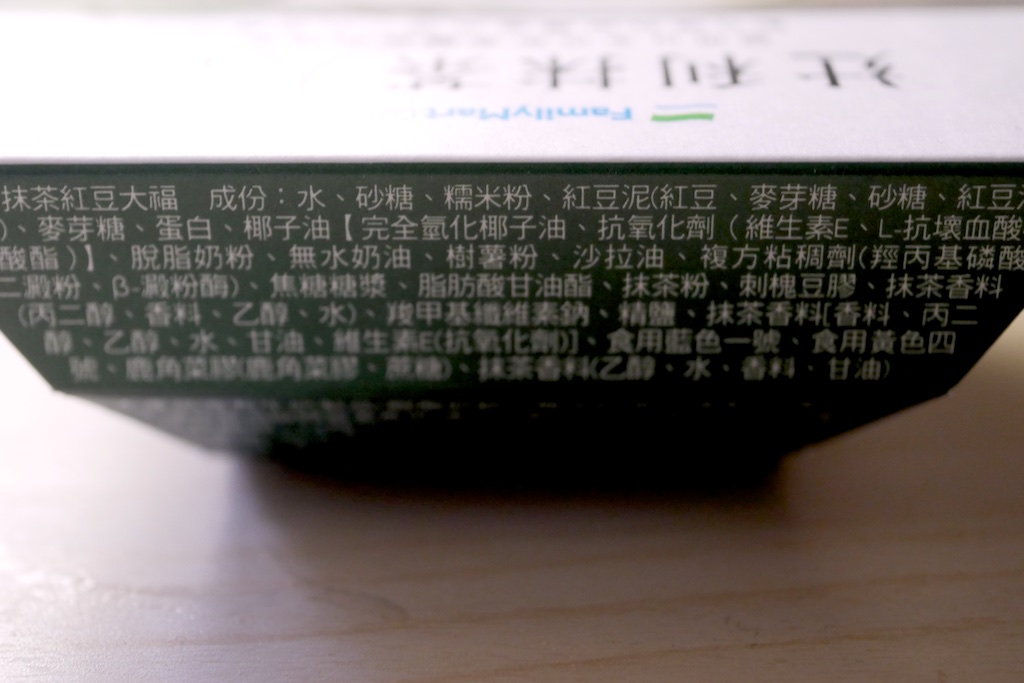 辻利抹茶
FamilyMart
抹茶紅豆大福 成份：水、砂糖、糯米粉、紅豆泥(紅豆、麥芽糖、砂糖、紅豆
)、麥芽糖、蛋白、椰子油【完全氫化椰子油、抗氧化劑（維生素E、L-抗壞血酸
酸酯）】、脫脂奶粉、無水奶油、樹薯粉、沙拉油、複方粘稠劑(羥丙基磷酸
二澱粉、β-澱粉酶)、焦糖糖漿、脂肪酸甘油酯、抹茶粉、刺槐豆膠、抹茶香料
(丙二醇、香料、乙醇、水)、羧甲基纖維素鈉、精鹽、抹茶香料[香料、丙二
醇、乙醇、水、甘油、維生素E(抗氧化劑)]、食用藍色一號、食用黃色四
號、鹿角菜膠(鹿角菜膠、蔗糖)、抹茶香料(乙醇、水、香料、甘油)